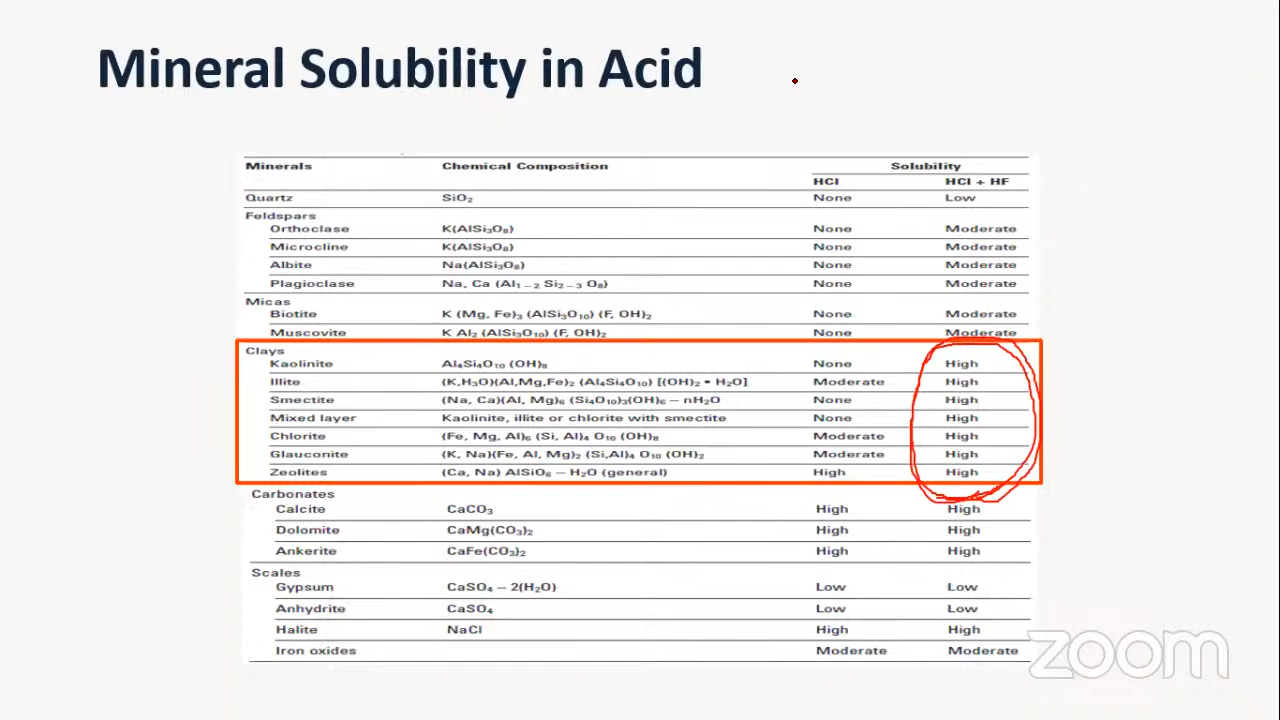 Mineral Solubility in Acid
Minerals Chemical Composition Solubility
HCl HCl + HF
Quartz SiO₂ None Low
Feldspars
Orthoclase K(AlSi₃O₈) None Moderate
Microcline K(AlSi₃O₈) None Moderate
Albite Na(AlSi₃O₈) None Moderate
Plagioclase Na, Ca (Al₁ – ₂ Si₂ – ₃ O₈) None Moderate
Micas
Biotite K (Mg, Fe)₃ (AlSi₃O₁₀) (F, OH)₂ None Moderate
Muscovite K Al₂ (AlSi₃O₁₀) (F, OH)₂ None Moderate
Clays
Kaolinite Al₄Si₄O₁₀ (OH)₈ None High
Illite (K,H₃O)(Al,Mg,Fe)₂ (Al₄Si₄O₁₀) [(OH)₂ • H₂O] Moderate High
Smectite (Na, Ca)(Al, Mg)₆ (Si₄O₁₀)₃(OH)₆ – nH₂O None High
Mixed layer Kaolinite, illite or chlorite with smectite None High
Chlorite (Fe, Mg, Al)₆ (Si, Al)₄ O₁₀ (OH)₈ Moderate High
Glauconite (K, Na)(Fe, Al, Mg)₂ (Si,Al)₄ O₁₀ (OH)₂ Moderate High
Zeolites (Ca, Na) AlSiO₆ – H₂O (general) High High
Carbonates
Calcite CaCO₃ High High
Dolomite CaMg(CO₃)₂ High High
Ankerite CaFe(CO₃)₂ High High
Scales
Gypsum CaSO₄ – 2(H₂O) Low Low
Anhydrite CaSO₄ Low Low
Halite NaCl High High
Iron oxides Moderate Moderate
zoom